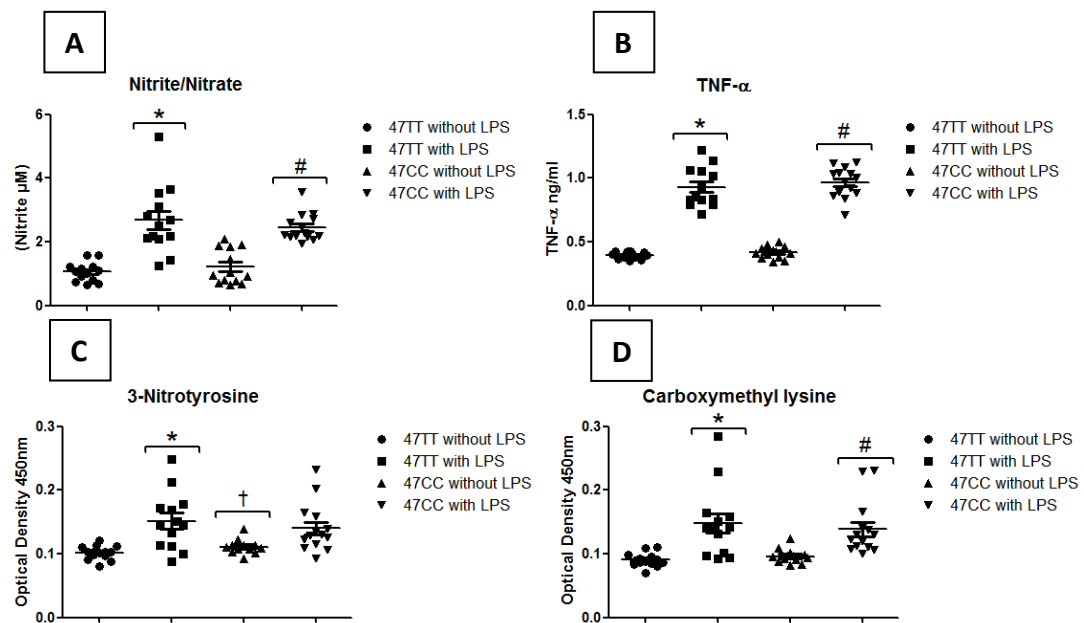 A
Nitrite/Nitrate
(Nitrite µM)
6
4
2
0
*
#
47TT without LPS
47TT with LPS
47CC without LPS
47CC with LPS
B
TNF-α
TNF-α ng/ml
1.5
1.0
0.5
0.0
*
#
47TT without LPS
47TT with LPS
47CC without LPS
47CC with LPS
C
3-Nitrotyrosine
Optical Density 450nm
0.3
0.2
0.1
0.0
*
†
47TT without LPS
47TT with LPS
47CC without LPS
47CC with LPS
D
Carboxymethyl lysine
Optical Density 450nm
0.3
0.2
0.1
0.0
*
#
47TT without LPS
47TT with LPS
47CC without LPS
47CC with LPS